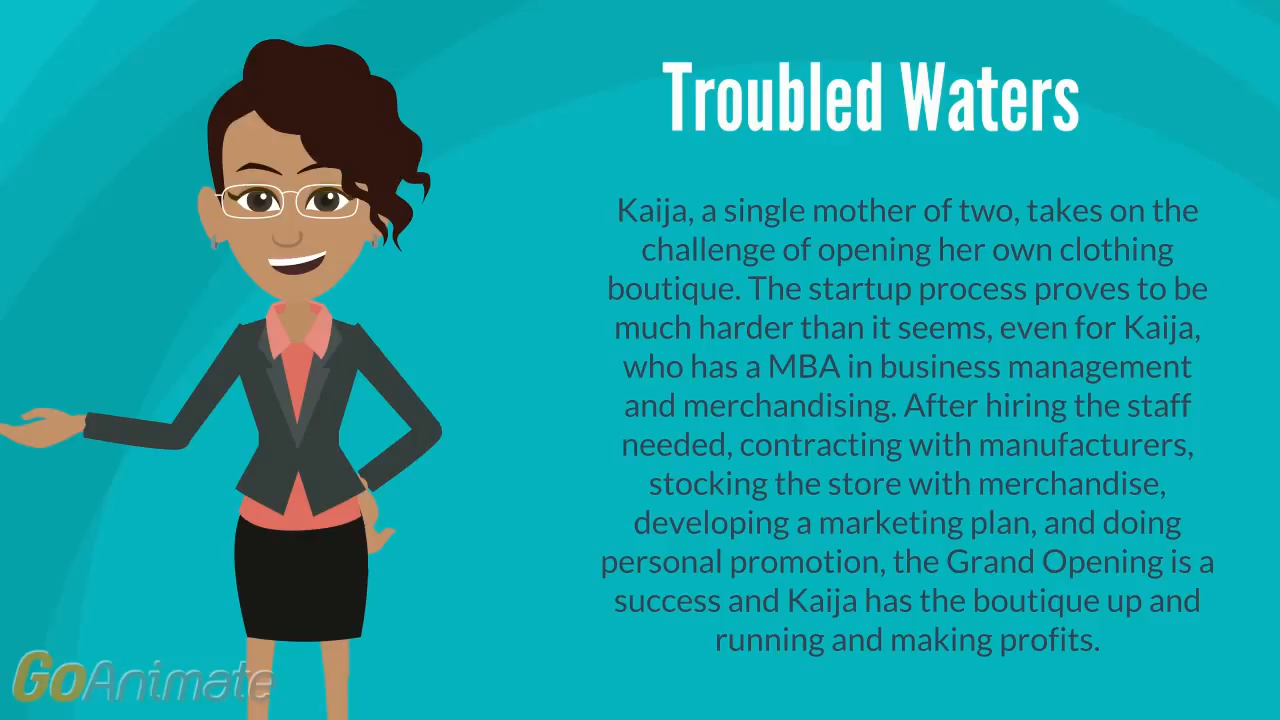 Troubled Waters
Kaija, a single mother of two, takes on the
challenge of opening her own clothing
boutique. The startup process proves to be
much harder than it seems, even for Kaija,
who has a MBA in business management
and merchandising. After hiring the staff
needed, contracting with manufacturers,
stocking the store with merchandise,
developing a marketing plan, and doing
personal promotion, the Grand Opening is a
success and Kaija has the boutique up and
running and making profits.
GoAnimate